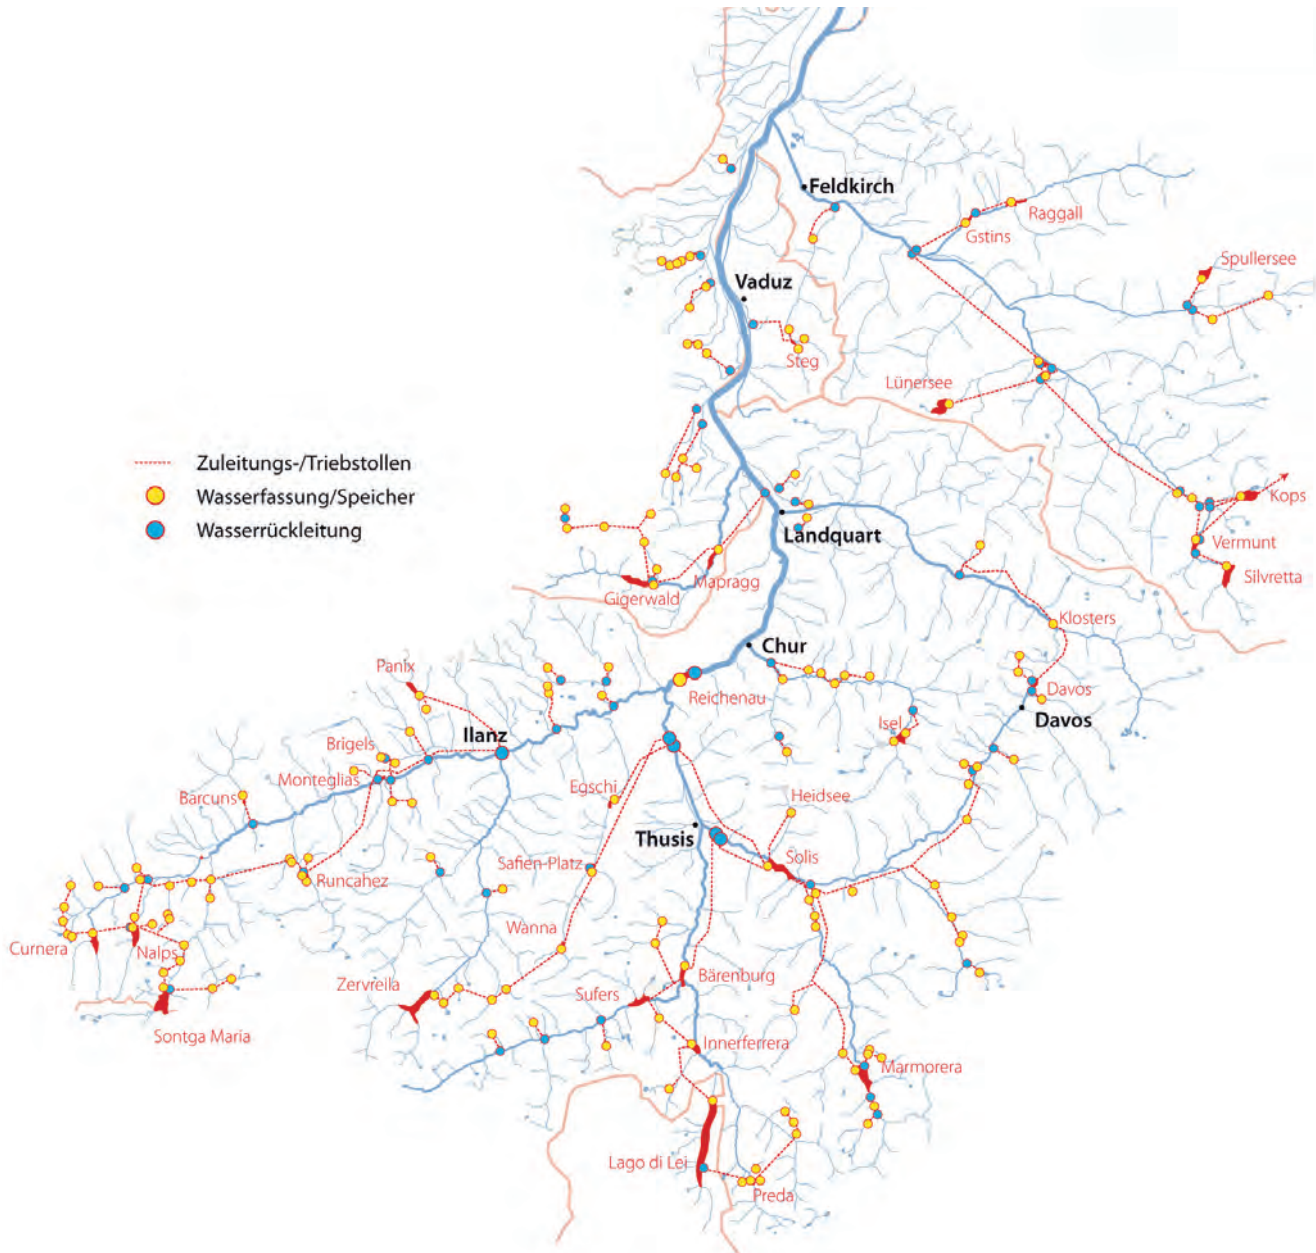 Feldkirch
Raggall
Gstins
Spullersee
Vaduz
Steg
Lünersee
Zuleitungs-/Triebstollen
Wasserfassung/Speicher
Wasserrückleitung
Kops
Landquart
Vermunt
Mapragg
Silvretta
Gigerwald
Klosters
Chur
Panix
Reichenau
Davos
Davos
Ilanz
Isel
Brigels
Monteglias
Egschi
Heidsee
Barcuns
Thusis
Solis
Safien-Platz
Runcahez
Wanna
Curnera
Nalps
Bärenburg
Zervreila
Sufers
Sontga Maria
Innerferrera
Marmorera
Lago di Lei
Preda